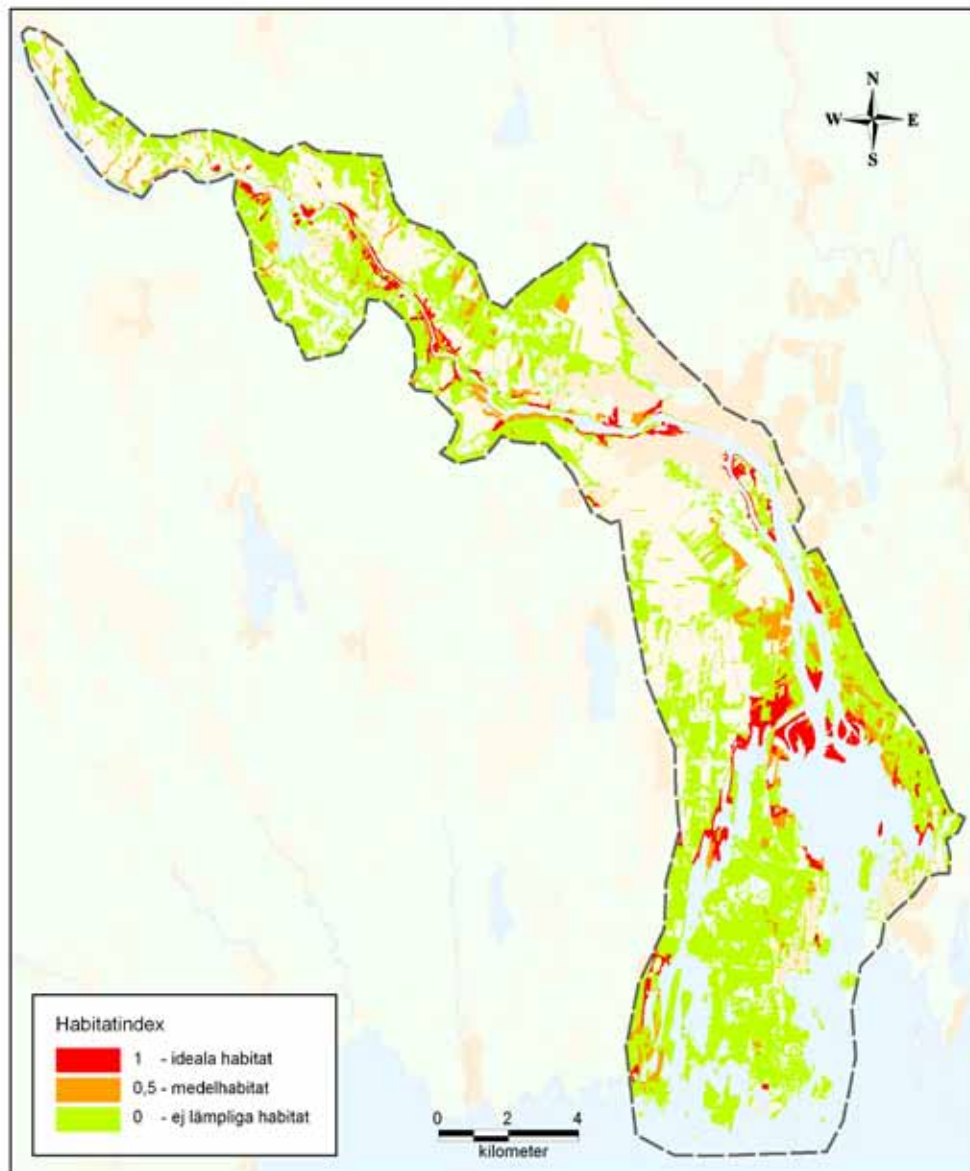 N
W E
S
Habitatindex
1 - ideala habitat
0,5 - medelhabitat
0 - ej lämpliga habitat
0 2 4
kilometer